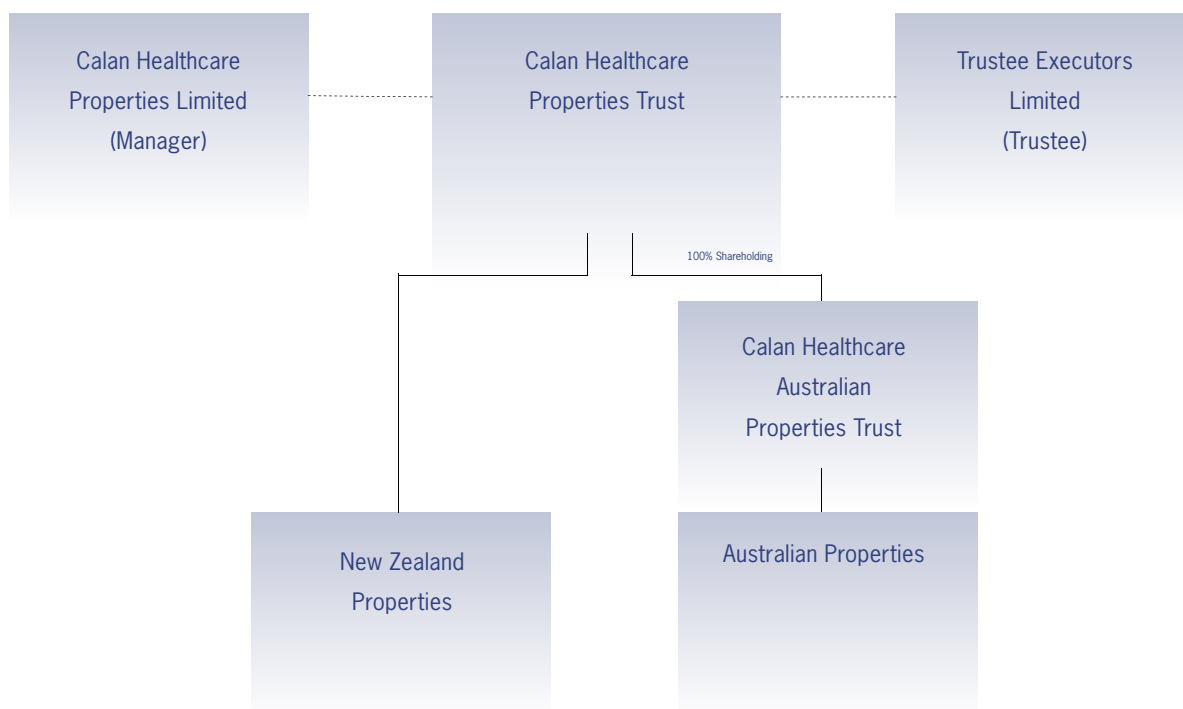 Calan Healthcare
Properties Limited
(Manager)
Calan Healthcare
Properties Trust
Trustee Executors
Limited
(Trustee)
100% Shareholding
Calan Healthcare
Australian
Properties Trust
New Zealand
Properties
Australian Properties